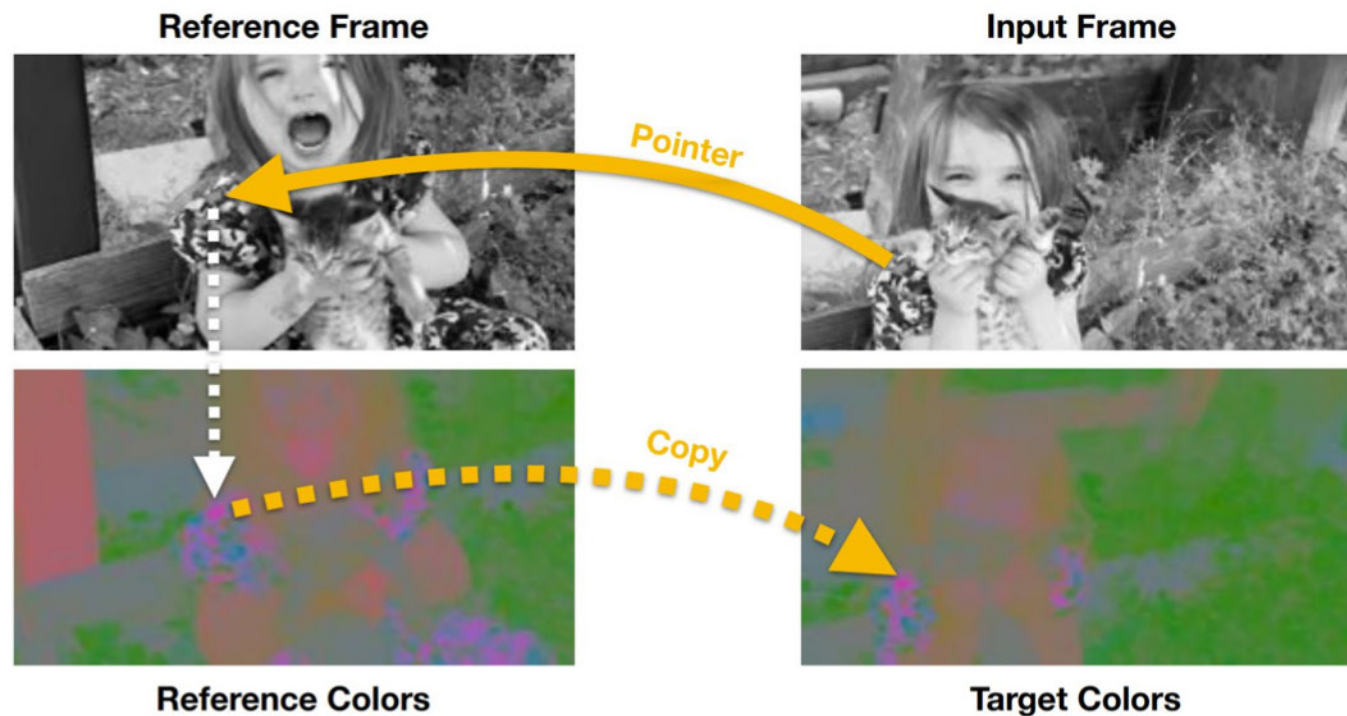 Reference Frame
Input Frame
Pointer
Copy
Reference Colors
Target Colors